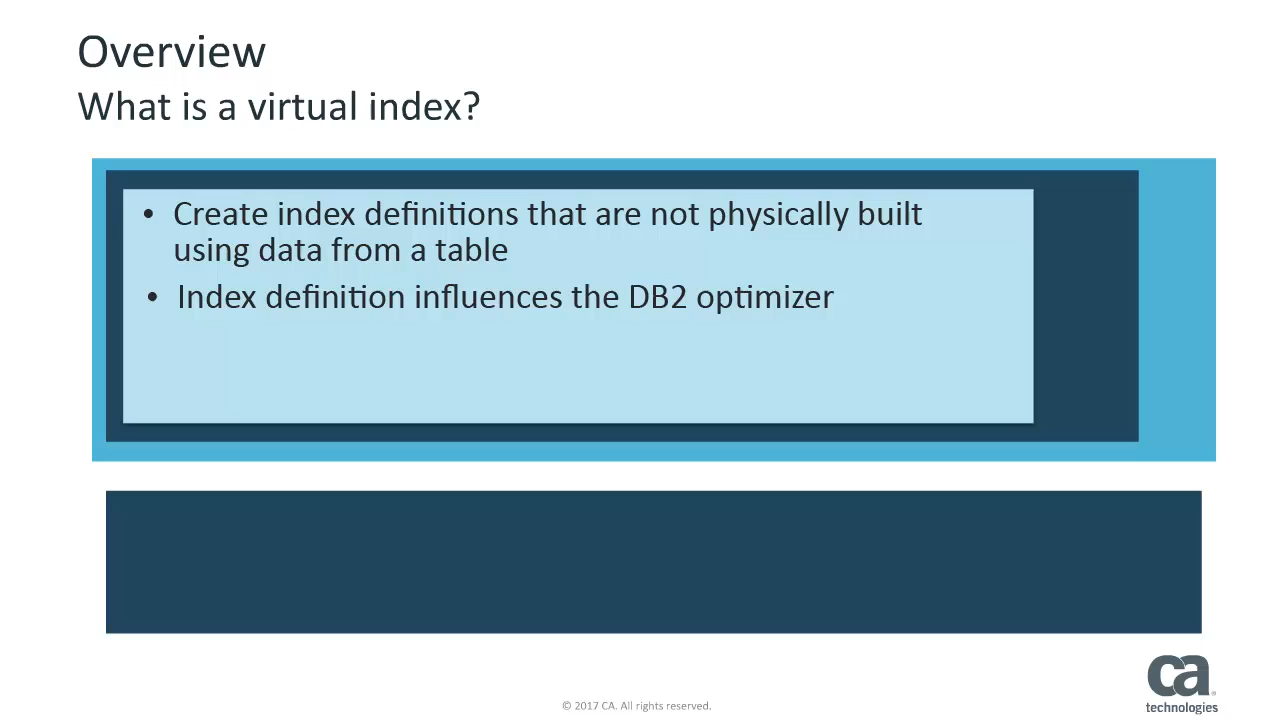 Overview
What is a virtual index?
• Create index definitions that are not physically built
using data from a table
• Index definition influences the DB2 optimizer
© 2017 CA. All rights reserved.
ca
technologies